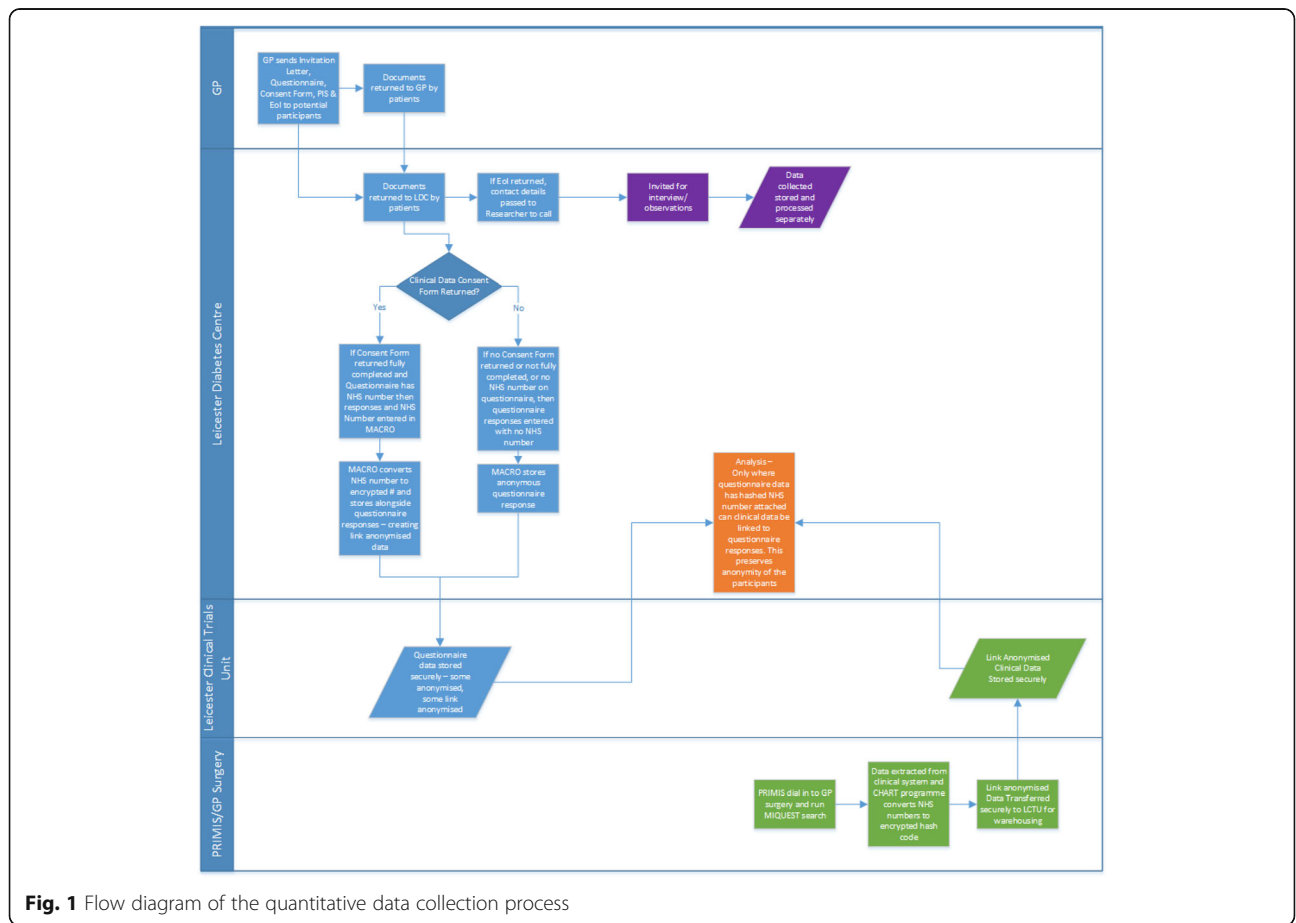 GP
GP sends Invitation
Letter,
Questionnaire,
Consent Form, PIS &
EoI to potential
participants
Documents
returned to GP by
patients
Leicester Diabetes Centre
Documents
returned to LDC by
patients
If EoI returned,
contact details
passed to
Researcher to call
Invited for
interview/
observations
Data
collected
stored and
processed
separately
Clinical Data Consent
Form Returned?
Yes
No
If Consent Form
returned fully
completed and
Questionnaire has
NHS number then
responses and NHS
Number entered in
MACRO
If no Consent Form
returned or not fully
completed, or no
NHS number on
questionnaire, then
questionnaire
responses entered
with no NHS
number
MACRO converts
NHS number to
encrypted # and
stores alongside
questionnaire
responses – creating
link anonymised
data
MACRO stores
anonymous
questionnaire
response
Analysis –
Only where
questionnaire data
has hashed NHS
number attached
can clinical data be
linked to
questionnaire
responses. This
preserves
anonymity of the
participants
Leicester Clinical Trials
Unit
Questionnaire
data stored
securely – some
anonymised,
some link
anonymised
Link Anonymised
Clinical Data
Stored securely
PRIMIS/GP Surgery
PRIMIS dial in to GP
surgery and run
MIQUEST search
Data extracted from
clinical system and
CHART programme
converts NHS
numbers to
encrypted hash
code
Link anonymised
Data Transferred
securely to LCTU for
warehousing
Fig. 1 Flow diagram of the quantitative data collection process